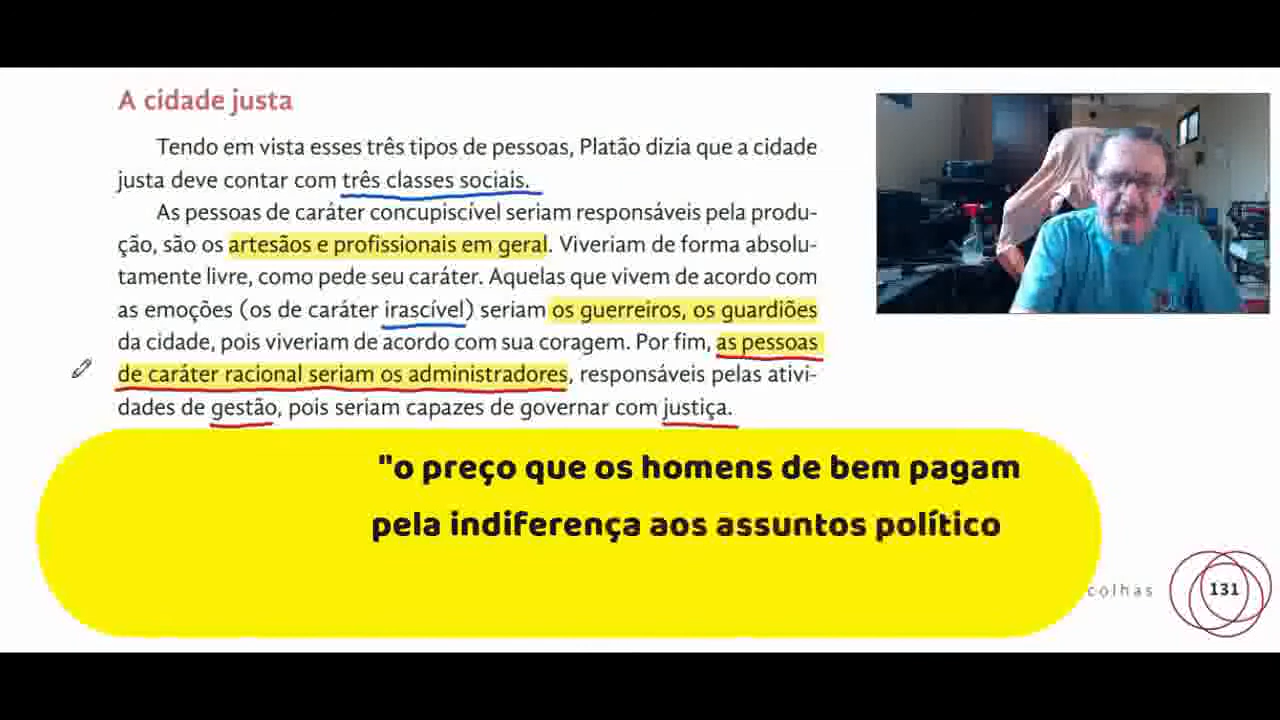 A cidade justa
Tendo em vista esses três tipos de pessoas, Platão dizia que a cidade
justa deve contar com três classes sociais.
As pessoas de caráter concupiscível seriam responsáveis pela produ-
ção, são os artesãos e profissionais em geral. Viveriam de forma absolu-
tamente livre, como pede seu caráter. Aquelas que vivem de acordo com
as emoções (os de caráter irascível) seriam os guerreiros, os guardiões
da cidade, pois viveriam de acordo com sua coragem. Por fim, as pessoas
de caráter racional seriam os administradores, responsáveis pelas ativi-
dades de gestão, pois seriam capazes de governar com justiça.
"o preço que os homens de bem pagam
pela indiferença aos assuntos político
colhas
131